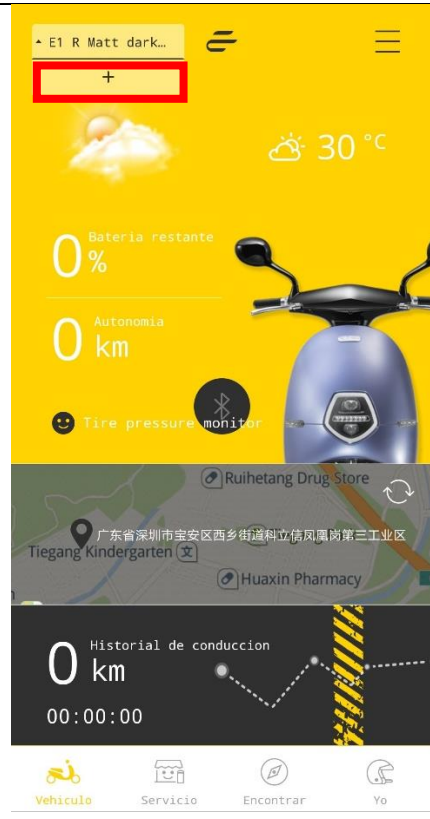 E1 R Matt dark…
+
30 °C
Bateria restante
0 %
Autonomia
0 km
Tire pressure monitor
Ruihetang Drug Store
广东省深圳市宝安区西乡街道科立信凤凰岗第三工业区
Tiegang Kindergarten 文
Huaxin Pharmacy
Historial de conduccion
0 km
00:00:00
Vehiculo Servicio Encontrar Yo